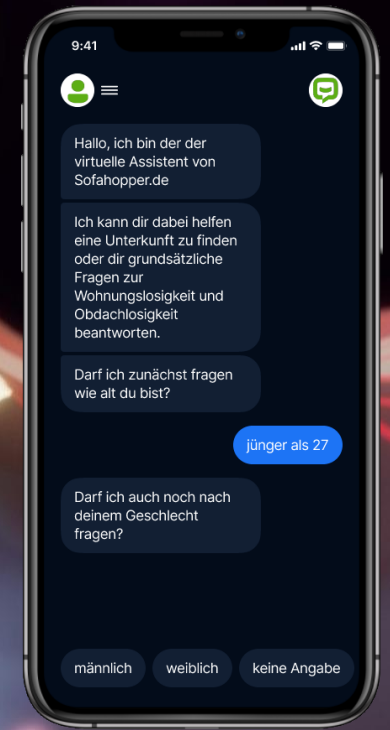 9:41
Hallo, ich bin der der
virtuelle Assistent von
Sofahopper.de
Ich kann dir dabei helfen
eine Unterkunft zu finden
oder dir grundsätzliche
Fragen zur
Wohnungslosigkeit und
Obdachlosigkeit
beantworten.
Darf ich zunächst fragen
wie alt du bist?
jünger als 27
Darf ich auch noch nach
deinem Geschlecht
fragen?
männlich weiblich keine Angabe